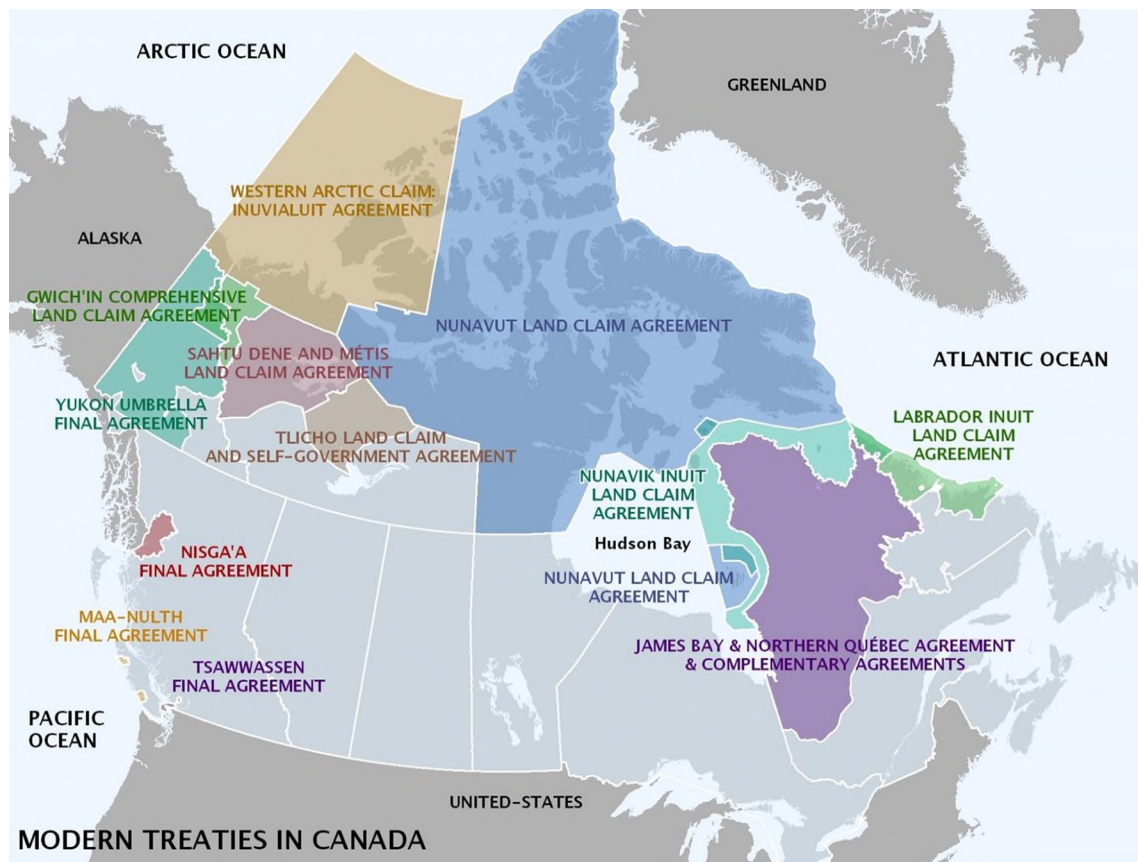 ARCTIC OCEAN
GREENLAND
WESTERN ARCTIC CLAIM:
INUVIALUIT AGREEMENT
ALASKA
GWICH'IN COMPREHENSIVE
LAND CLAIM AGREEMENT
NUNAVUT LAND CLAIM AGREEMENT
SAHTU DENE AND MÉTIS
LAND CLAIM AGREEMENT
ATLANTIC OCEAN
YUKON UMBRELLA
FINAL AGREEMENT
LABRADOR INUIT
LAND CLAIM
AGREEMENT
TLICHO LAND CLAIM
AND SELF-GOVERNMENT AGREEMENT
NUNAVIK INUIT
LAND CLAIM
AGREEMENT
Hudson Bay
NISGA'A
FINAL AGREEMENT
NUNAVUT LAND CLAIM
AGREEMENT
MAA-NULTH
FINAL AGREEMENT
JAMES BAY & NORTHERN QUÉBEC AGREEMENT
& COMPLEMENTARY AGREEMENTS
TSAWWASSEN
FINAL AGREEMENT
PACIFIC
OCEAN
UNITED-STATES
MODERN TREATIES IN CANADA